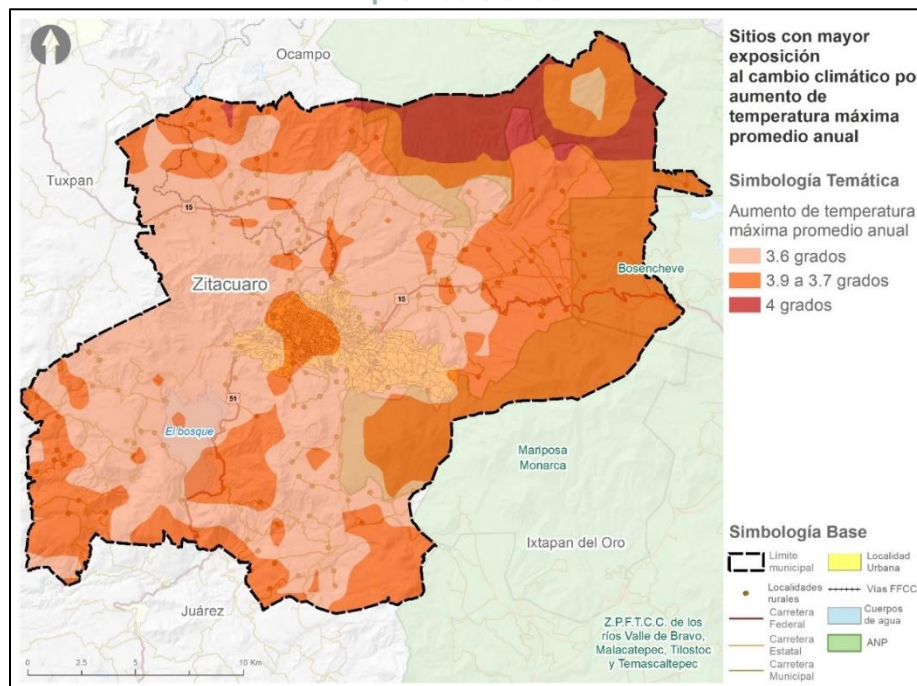 Ocampo
Tuxpan
15
Zitacuaro
15
Bosencheve
51
El bosque
Mariposa
Monarca
Ixtapan del Oro
Juárez
Z.P.F.T.C.C. de los
ríos Valle de Bravo,
Malacatepec, Tilostoc
y Temascaltepec
0 2.5 5 10 Km
Sitios con mayor
exposición
al cambio climático po
aumento de
temperatura máxima
promedio anual
Simbología Temática
Aumento de temperatura
máxima promedio anual
3.6 grados
3.9 a 3.7 grados
4 grados
Simbología Base
Límite
municipal
Localidades
rurales
Carretera
Federal
Carretera
Estatal
Carretera
Municipal
Localidad
Urbana
Vías FFCC
Cuerpos
de agua
ANP